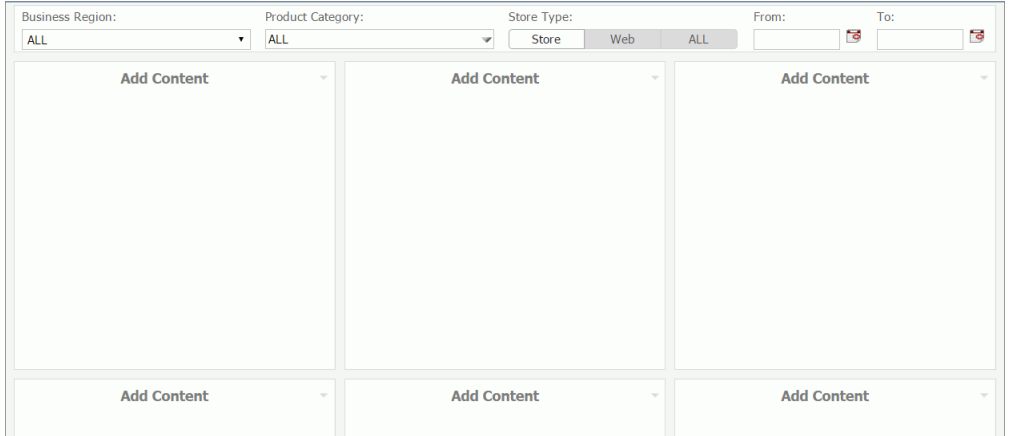 Business Region: Product Category: Store Type: From: To:
ALL ALL Store Web ALL
Add Content Add Content Add Content
Add Content Add Content Add Content